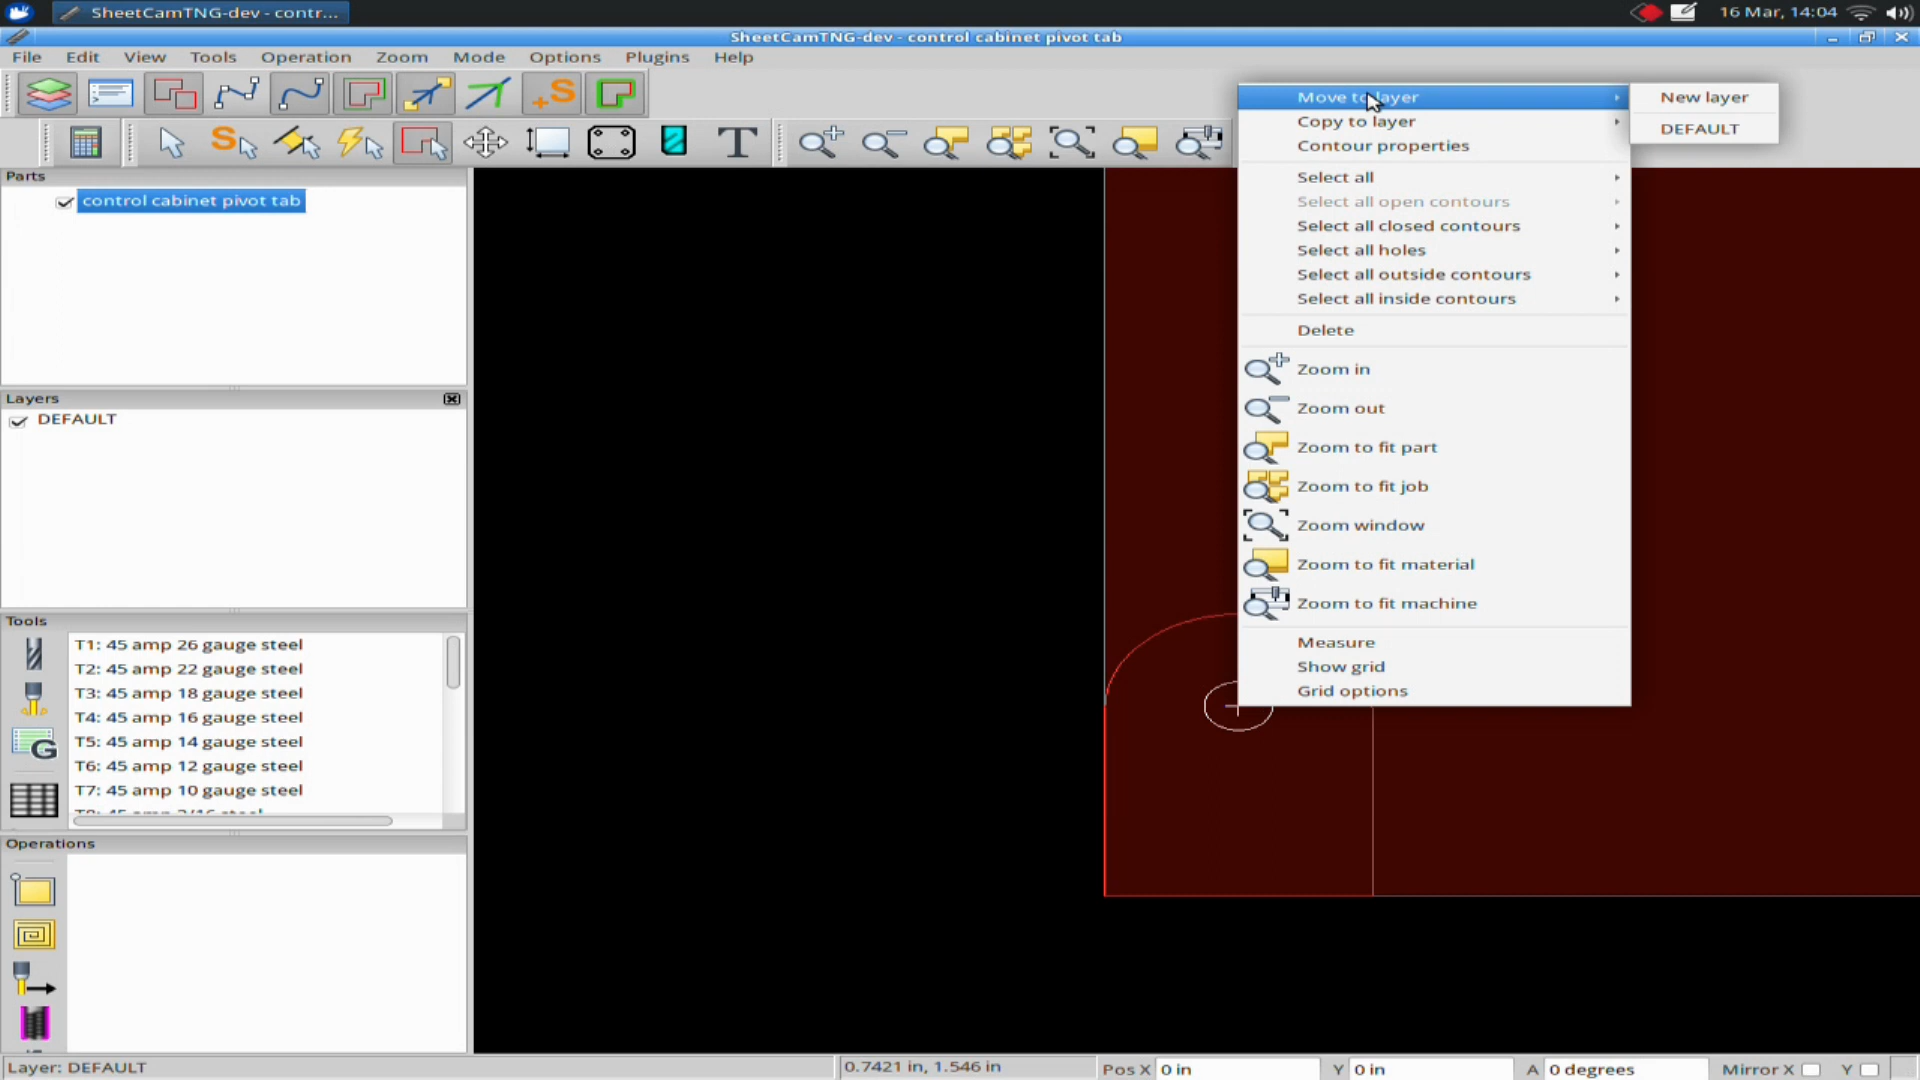 SheetCamTNG-dev - contr...
16 Mar, 14:04
SheetCamTNG-dev - control cabinet pivot tab
File Edit View Tools Operation Zoom Mode Options Plugins Help
Parts
control cabinet pivot tab
Layers
DEFAULT
Tools
T1: 45 amp 26 gauge steel
T2: 45 amp 22 gauge steel
T3: 45 amp 18 gauge steel
T4: 45 amp 16 gauge steel
T5: 45 amp 14 gauge steel
T6: 45 amp 12 gauge steel
T7: 45 amp 10 gauge steel
Operations
Move to layer
Copy to layer
Contour properties
Select all
Select all open contours
Select all closed contours
Select all holes
Select all outside contours
Select all inside contours
Delete
Zoom in
Zoom out
Zoom to fit part
Zoom to fit job
Zoom window
Zoom to fit material
Zoom to fit machine
Measure
Show grid
Grid options
New layer
DEFAULT
Layer: DEFAULT
0.7421 in, 1.546 in
Pos X 0 in Y 0 in A 0 degrees Mirror X Y